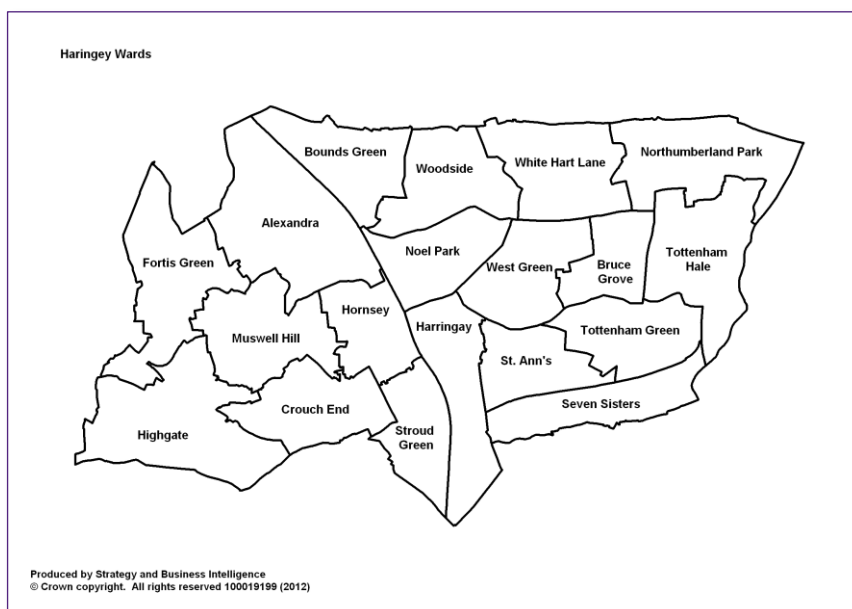 Haringey Wards
Bounds Green
Woodside
White Hart Lane
Northumberland Park
Alexandra
Fortis Green
Noel Park
West Green
Bruce
Grove
Tottenham
Hale
Hornsey
Muswell Hill
Harringay
Tottenham Green
St. Ann's
Crouch End
Seven Sisters
Highgate
Stroud
Green
Produced by Strategy and Business Intelligence
© Crown copyright. All rights reserved 100019199 (2012)